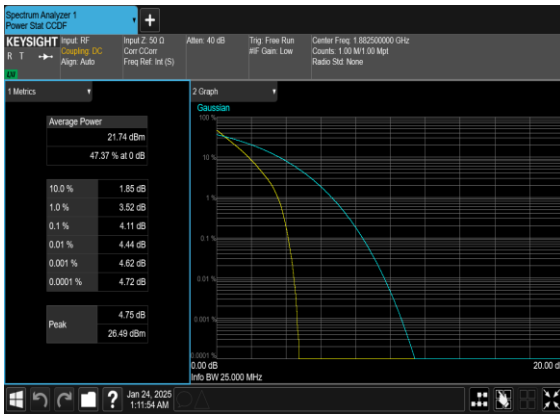 Spectrum Analyzer 1
Power Stat CCDF
+
KEYSIGHT
R T
Input: RF
Coupling: DC
Align: Auto
Input Z: 50 Ω
Corr CCorr
Freq Ref: Int (S)
Atten: 40 dB
Trig: Free Run
#IF Gain: Low
Center Freq: 1.882500000 GHz
Counts: 1.00 M/1.00 Mpt
Radio Std: None
1 Metrics
Average Power
21.74 dBm
47.37 % at 0 dB
10.0 % 1.85 dB
1.0 % 3.52 dB
0.1 % 4.11 dB
0.01 % 4.44 dB
0.001 % 4.62 dB
0.0001 % 4.72 dB
Peak
4.75 dB
26.49 dBm
2 Graph
Gaussian
100 %
10 %
1 %
0.1 %
0.01 %
0.001 %
0.0001 %
0.00 dB
20.00 d
Info BW 25.000 MHz
?
Jan 24, 2025
1:11:54 AM